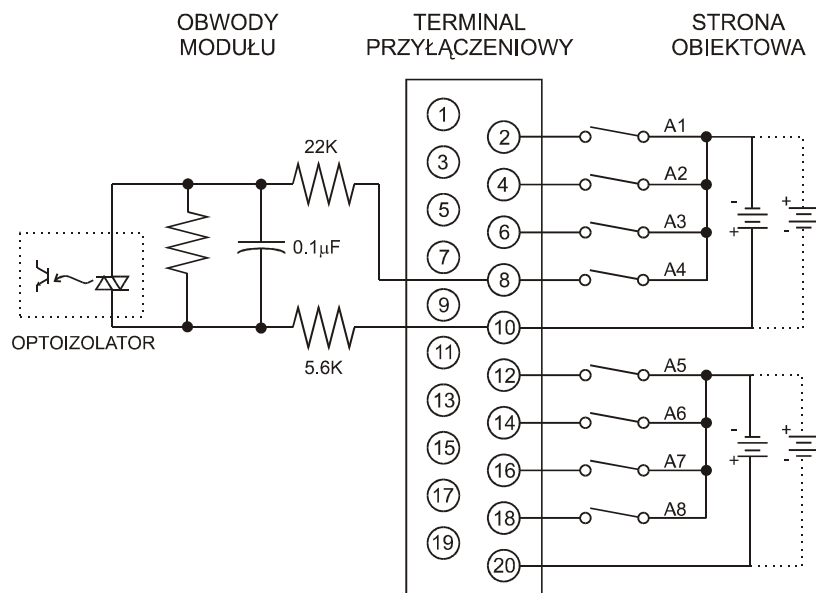 OBWODY
MODUŁU
TERMINAL
PRZYŁĄCZENIOWY
STRONA
OBIEKTOWA
22K
0.1µF
5.6K
OPTOIZOLATOR
1
2
3
4
5
6
7
8
9
10
11
12
13
14
15
16
17
18
19
20
A1
A2
A3
A4
- +
+ -
A5
A6
A7
A8
- +
+ -